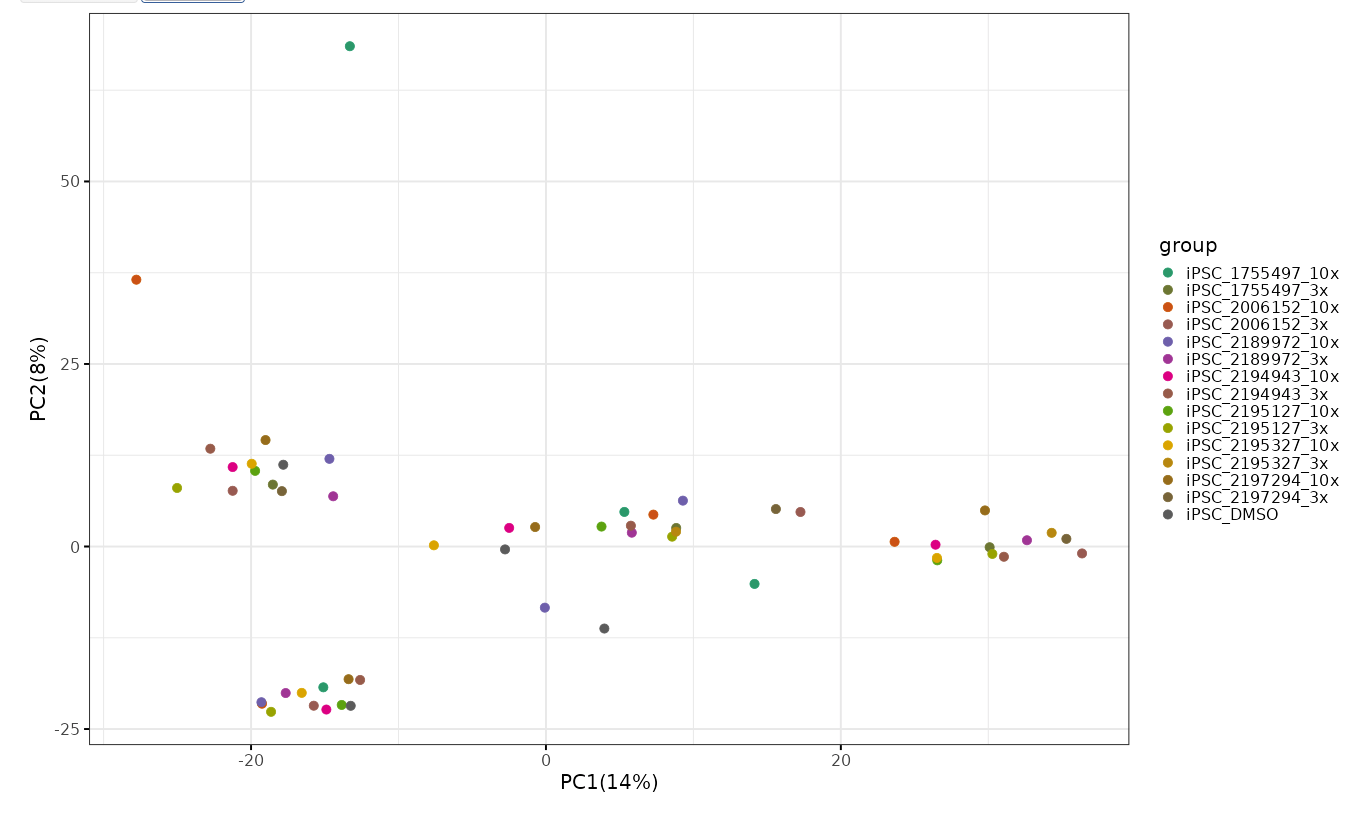 50
25
0
-25
PC2(8%)
-20
0
20
PC1(14%)
group
iPSC_1755497_10x
iPSC_1755497_3x
iPSC_2006152_10x
iPSC_2006152_3x
iPSC_2189972_10x
iPSC_2189972_3x
iPSC_2194943_10x
iPSC_2194943_3x
iPSC_2195127_10x
iPSC_2195127_3x
iPSC_2195327_10x
iPSC_2195327_3x
iPSC_2197294_10x
iPSC_2197294_3x
iPSC_DMSO